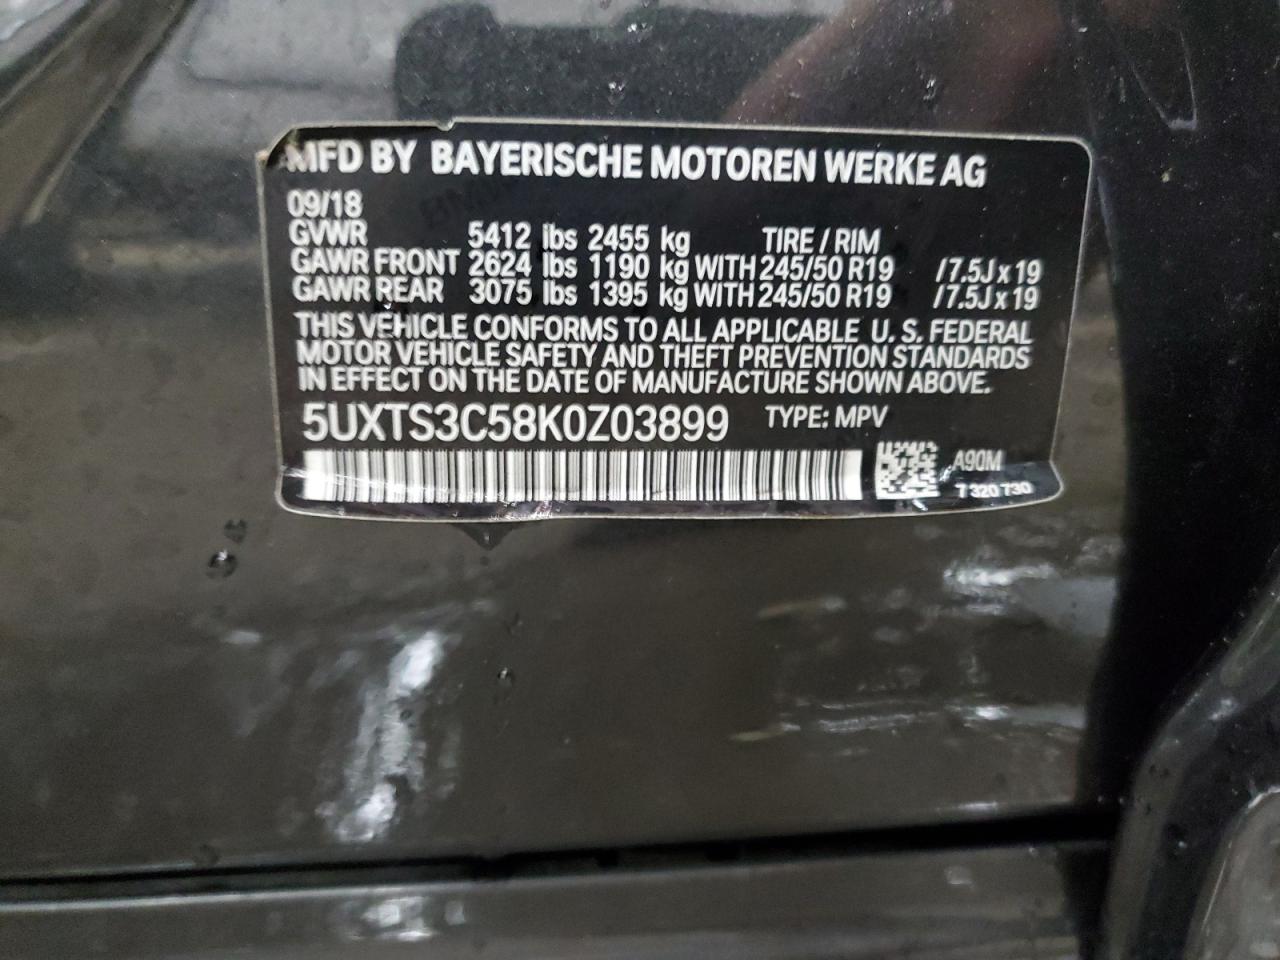 MFD BY BAYERISCHE MOTOREN WERKE AG
09/18
GVWR 5412 lbs 2455 kg TIRE / RIM
GAWR FRONT 2624 lbs 1190 kg WITH 245/50 R19 /7.5J x 19
GAWR REAR 3075 lbs 1395 kg WITH 245/50 R19 /7.5J x 19
THIS VEHICLE CONFORMS TO ALL APPLICABLE U. S. FEDERAL
MOTOR VEHICLE SAFETY AND THEFT PREVENTION STANDARDS
IN EFFECT ON THE DATE OF MANUFACTURE SHOWN ABOVE.
5UXTS3C58K0Z03899 TYPE: MPV
A90M
7 320 730